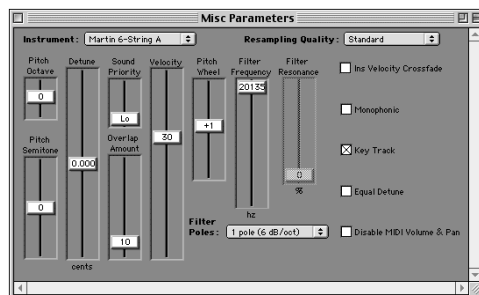 Misc Parameters
Instrument: Martin 6-String A
Resampling Quality: Standard
Pitch Octave
0
Detune
0.000
cents
Sound Priority
Lo
Velocity
30
Pitch Wheel
+1
Filter Frequency
20135
hz
Filter Resonance
0
%
Pitch Semitone
0
Overlap Amount
10
Filter Poles: 1 pole (6 dB/oct)
Ins Velocity Crossfade
Monophonic
Key Track
Equal Detune
Disable MIDI Volume & Pan